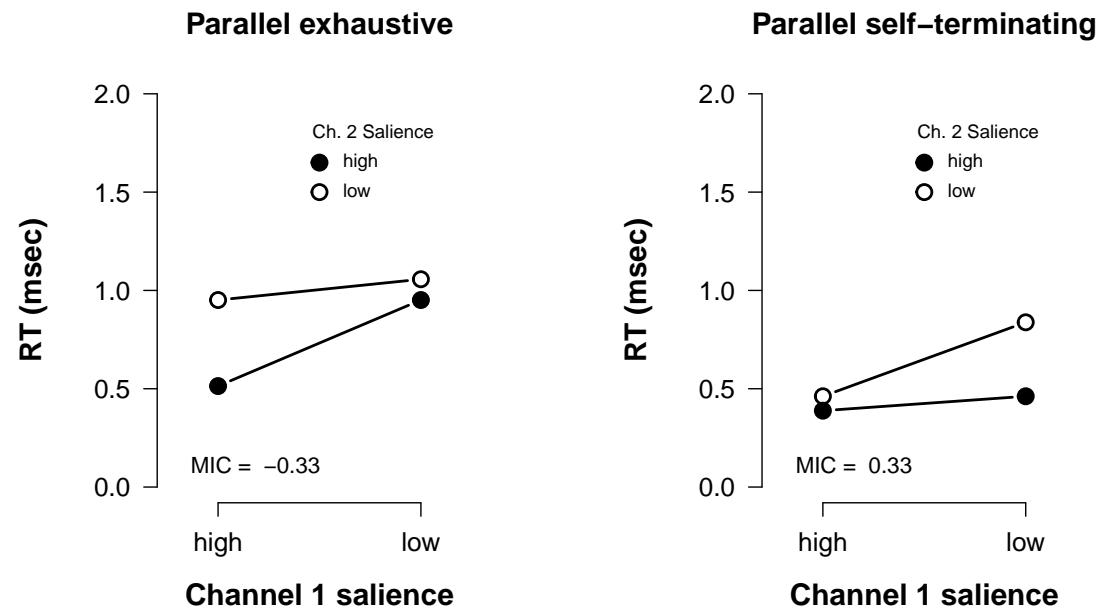 Parallel exhaustive
RT (msec)
2.0
1.5
1.0
0.5
0.0
Ch. 2 Salience
high
low
MIC =  −0.33
high
low
Channel 1 salience
Parallel self−terminating
RT (msec)
2.0
1.5
1.0
0.5
0.0
Ch. 2 Salience
high
low
MIC =  0.33
high
low
Channel 1 salience